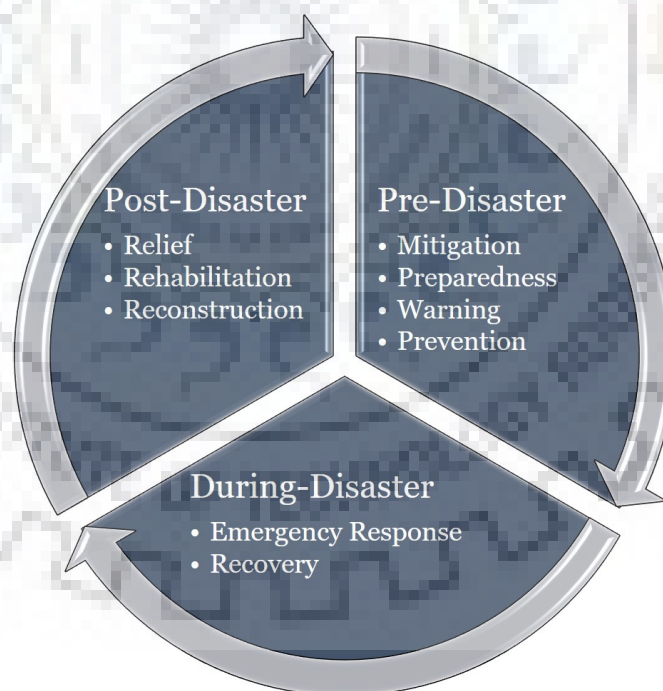 Post-Disaster
• Relief
• Rehabilitation
• Reconstruction
Pre-Disaster
• Mitigation
• Preparedness
• Warning
• Prevention
During-Disaster
• Emergency Response
• Recovery